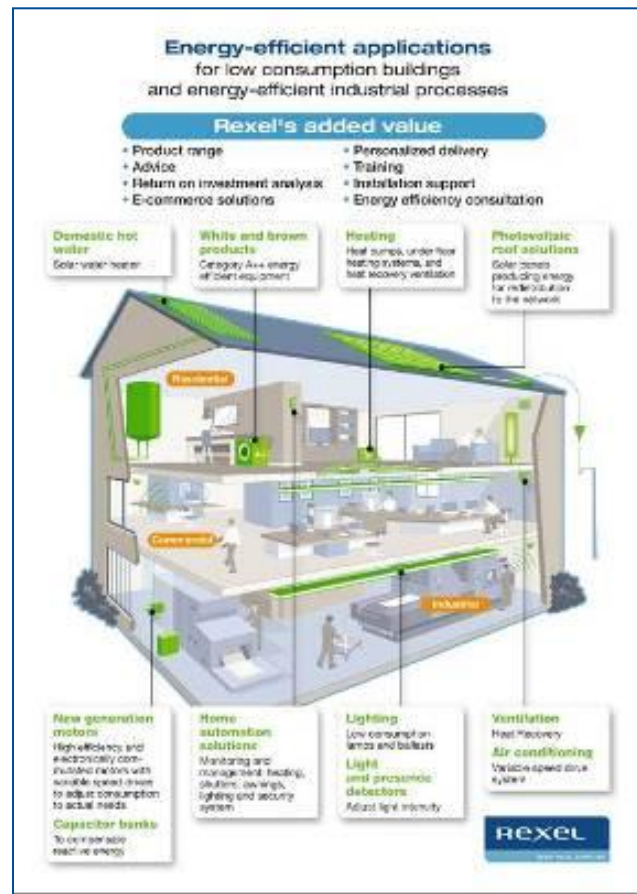 Energy-efficient applications
for low consumption buildings
and energy-efficient industrial processes
Rexel's added value
• Product range
• Advice
• Return on investment analysis
• E-commerce solutions
• Personalized delivery
• Training
• Installation support
• Energy efficiency consultation
Domestic hot
water
Solar water heater
White and brown
products
Category A++ energy
efficient equipment
Heating
Heat pumps, under floor
heating systems, and
heat recovery ventilation
Photovoltaic
roof solutions
Solar panels
producing energy
for redistribution
to the network
Residential
Commercial
Industrial
New generation
motors
High efficiency and
electronically com-
mutated motors with
variable speed drives
to adjust consumption
to actual needs
Capacitor banks
To compensate
reactive energy
Home
automation
solutions
Monitoring and
management: heating,
shutters, awnings,
lighting and security
system
Lighting
Low consumption
lamps and ballasts
Light
and presence
detectors
Adjust light intensity
Ventilation
Heat Recovery
Air conditioning
Variable speed drive
system
REXEL